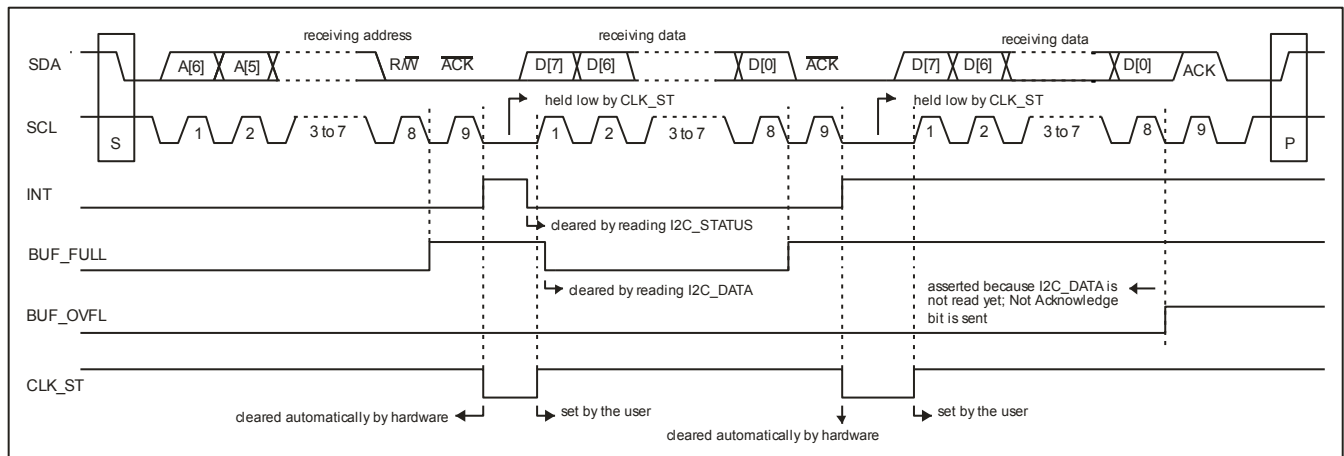 receiving address
receiving data
receiving data
SDA
A[6]
A[5]
R/W
ACK
D[7]
D[6]
D[0]
ACK
D[7]
D[6]
D[0]
ACK
held low by CLK_ST
held low by CLK_ST
SCL
S
1
2
3 to 7
8
9
1
2
3 to 7
8
9
1
2
3 to 7
8
9
P
INT
cleared by reading I2C_STATUS
BUF_FULL
cleared by reading I2C_DATA
asserted because I2C_DATA is
not read yet; Not Acknowledge
bit is sent
BUF_OVFL
CLK_ST
cleared automatically by hardware
set by the user
cleared automatically by hardware
set by the user